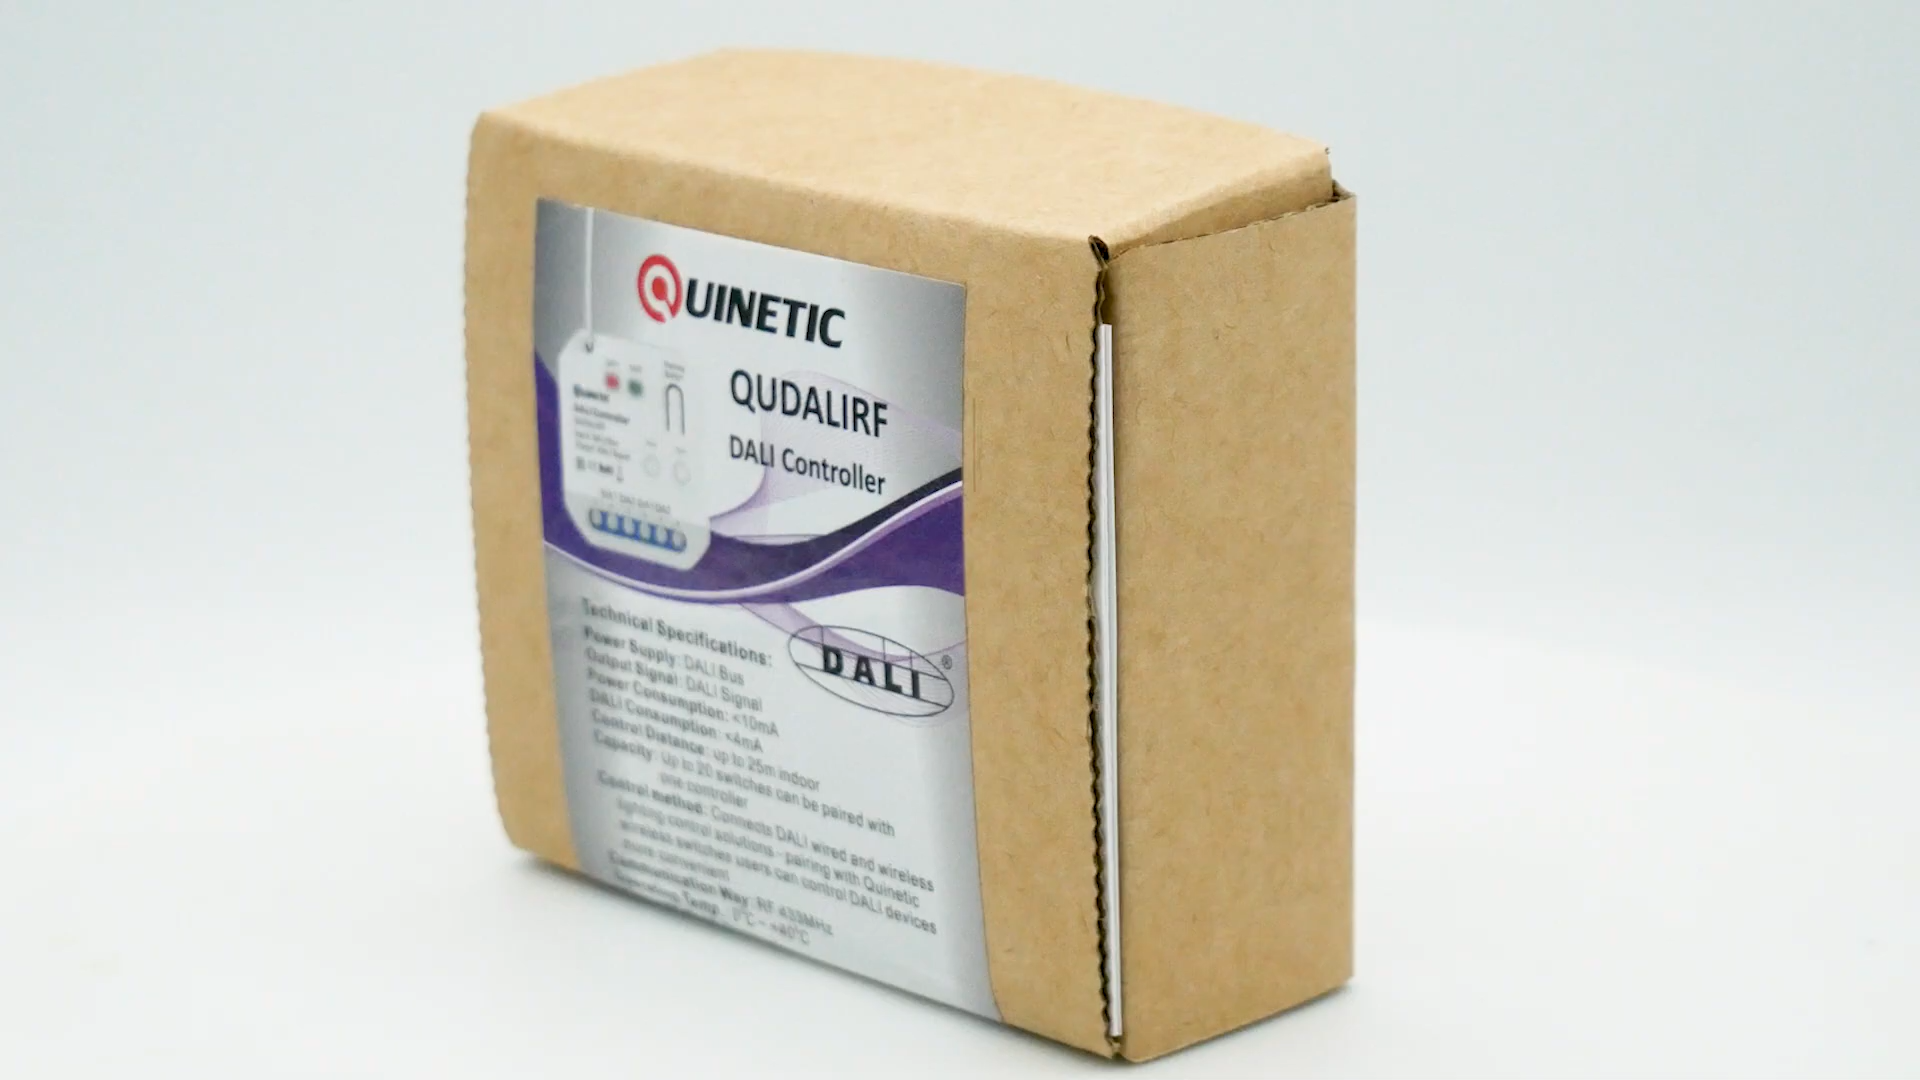 QUINETIC
QUDALIRF
DALI Controller
DALI ®
Technical Specifications:
Power Supply: DALI Bus
Output Signal: DALI Signal
Power Consumption: <10mA
DALI Consumption: <4mA
Control Distance: up to 25m indoor
Capacity: Up to 20 switches can be paired with
one controller
Control method: Connects DALI wired and wireless
lighting control solutions - pairing with Quinetic
wireless switches users can control DALI devices
more convenient
Communication Way: RF 433MHz
Operating Temp.: 0°C ~ +40°C